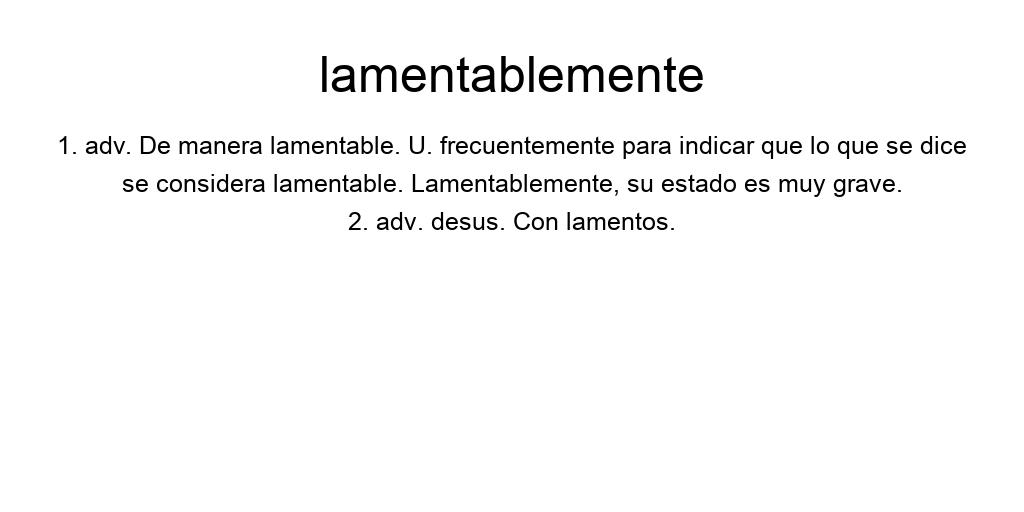 lamentablemente
1. adv. De manera lamentable. U. frecuentemente para indicar que lo que se dice
se considera lamentable. Lamentablemente, su estado es muy grave.
2. adv. desus. Con lamentos.